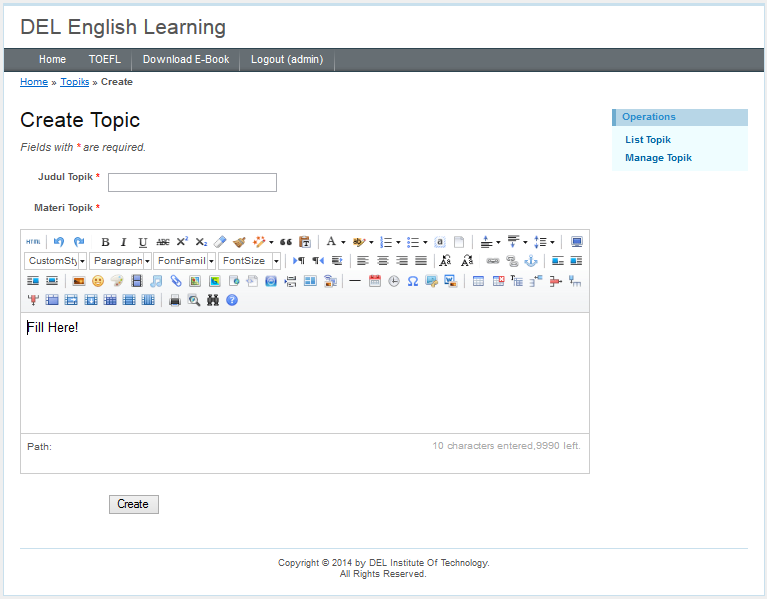 DEL English Learning
Home TOEFL Download E-Book Logout (admin)
Home » Topiks » Create
Create Topic
Fields with * are required.
Judul Topik *
Materi Topik *
HTML B I U ABC X² X₂ A ab a
CustomSty Paragraph FontFamil FontSize
Fill Here!
Path: 10 characters entered,9990 left.
Create
Operations
List Topik
Manage Topik
Copyright © 2014 by DEL Institute Of Technology.
All Rights Reserved.